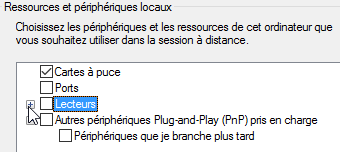 Ressources et périphériques locaux
Choisissez les périphériques et les ressources de cet ordinateur que
vous souhaitez utiliser dans la session à distance.
Cartes à puce
Ports
Lecteurs
Autres périphériques Plug-and-Play (PnP) pris en charge
Périphériques que je branche plus tard